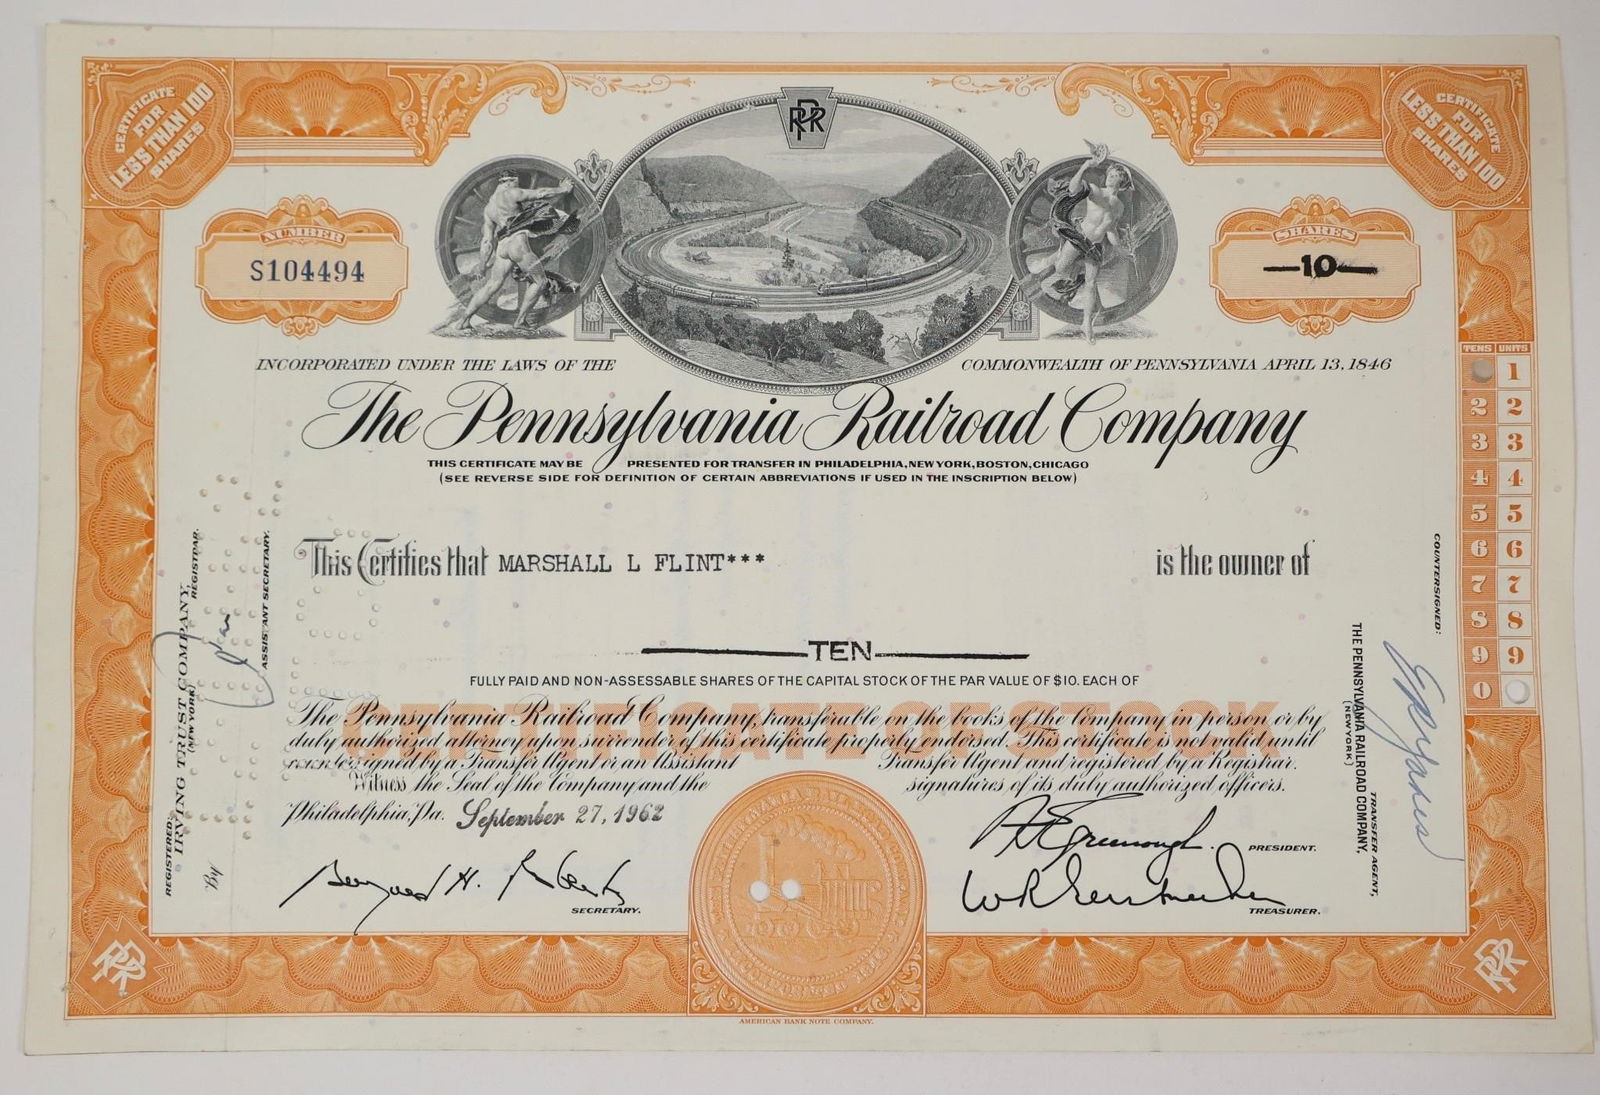 CERTIFICATE
FOR
LESS THAN 100
SHARES
PRR
CERTIFICATE
FOR
LESS THAN 100
SHARES
NUMBER
S104494
SHARES
—10—
INCORPORATED UNDER THE LAWS OF THE COMMONWEALTH OF PENNSYLVANIA APRIL 13, 1846
The Pennsylvania Railroad Company
THIS CERTIFICATE MAY BE PRESENTED FOR TRANSFER IN PHILADELPHIA, NEW YORK, BOSTON, CHICAGO
(SEE REVERSE SIDE FOR DEFINITION OF CERTAIN ABBREVIATIONS IF USED IN THE INSCRIPTION BELOW)
TENS UNITS
1
2 2
3 3
4 4
5 5
6 6
7 7
8 8
9 9
0
This Certifies that MARSHALL L FLINT*** is the owner of
TEN
FULLY PAID AND NON-ASSESSABLE SHARES OF THE CAPITAL STOCK OF THE PAR VALUE OF $10. EACH OF
CERTIFICATE OF STOCK
The Pennsylvania Railroad Company, transferable on the books of the Company in person or by
duly authorized attorney upon surrender of this certificate properly endorsed. This certificate is not valid until
countersigned by a Transfer Agent or an Assistant Transfer Agent and registered by a Registrar.
Witness the Seal of the Company and the signatures of its duly authorized officers.
Philadelphia, Pa. September 27, 1962
PRESIDENT.
SECRETARY.
TREASURER.
REGISTERED:
IRVING TRUST COMPANY,
(NEW YORK) REGISTRAR.
By
ASSISTANT SECRETARY.
COUNTERSIGNED:
THE PENNSYLVANIA RAILROAD COMPANY,
(NEW YORK) TRANSFER AGENT,
PRR
PRR
AMERICAN BANK NOTE COMPANY.